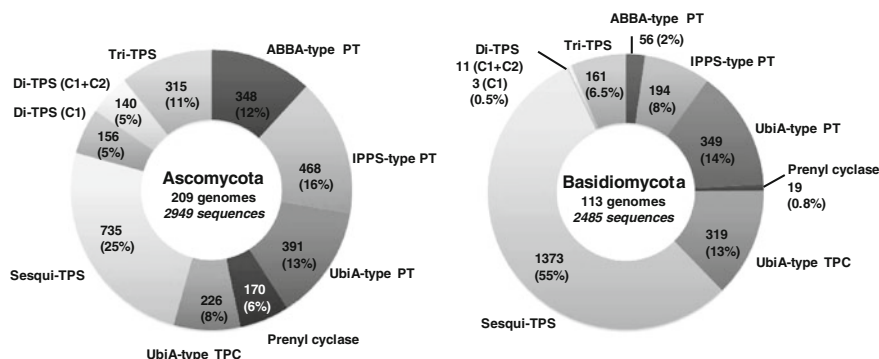 Tri-TPS
ABBA-type PT
Di-TPS (C1+C2)
Di-TPS (C1)
315
(11%)
348
(12%)
140
(5%)
156
(5%)
IPPS-type PT
468
(16%)
Ascomycota
209 genomes
2949 sequences
735
(25%)
391
(13%)
Sesqui-TPS
UbiA-type PT
170
(6%)
226
(8%)
Prenyl cyclase
UbiA-type TPC
ABBA-type PT
56 (2%)
Di-TPS
11 (C1+C2)
3 (C1)
(0.5%)
Tri-TPS
161
(6.5%)
IPPS-type PT
194
(8%)
UbiA-type PT
349
(14%)
Prenyl cyclase
19
(0.8%)
Basidiomycota
113 genomes
2485 sequences
319
(13%)
UbiA-type TPC
1373
(55%)
Sesqui-TPS